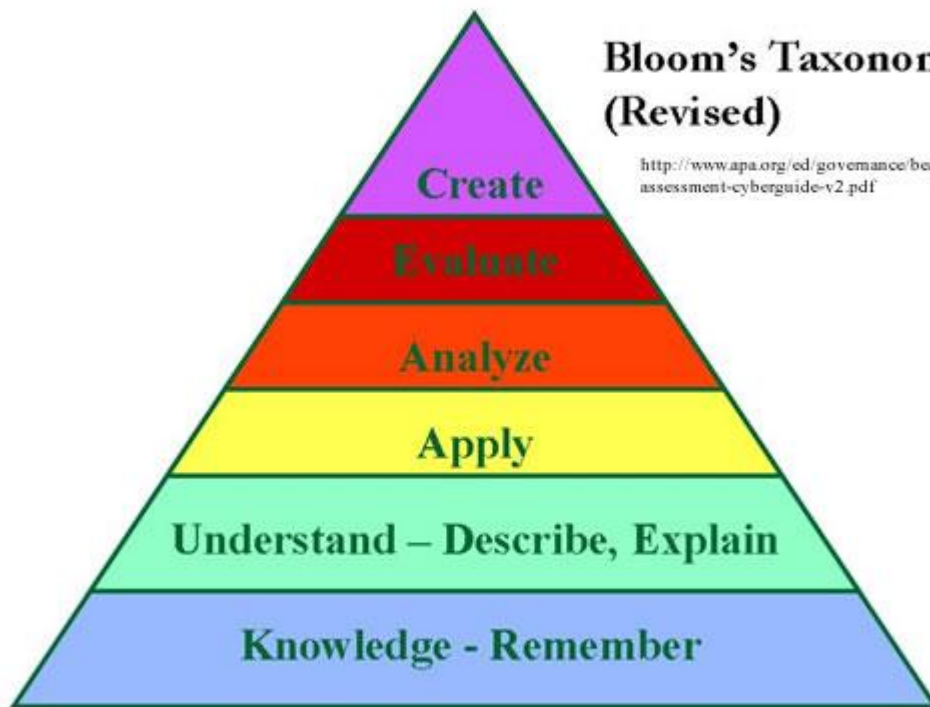 Bloom's Taxonon
(Revised)
http://www.apa.org/ed/governance/be
assessment-cyberguide-v2.pdf
Create
Evaluate
Analyze
Apply
Understand – Describe, Explain
Knowledge - Remember